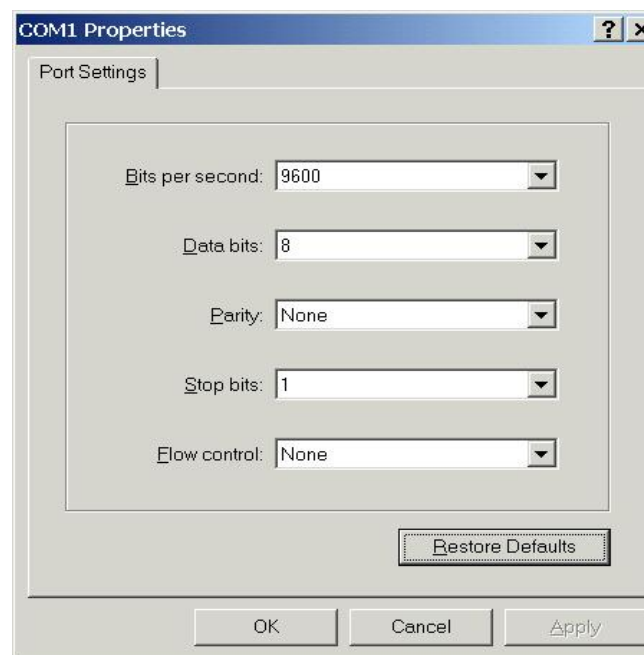 COM1 Properties
Port Settings
Bits per second: 9600
Data bits: 8
Parity: None
Stop bits: 1
Flow control: None
Restore Defaults
OK Cancel Apply